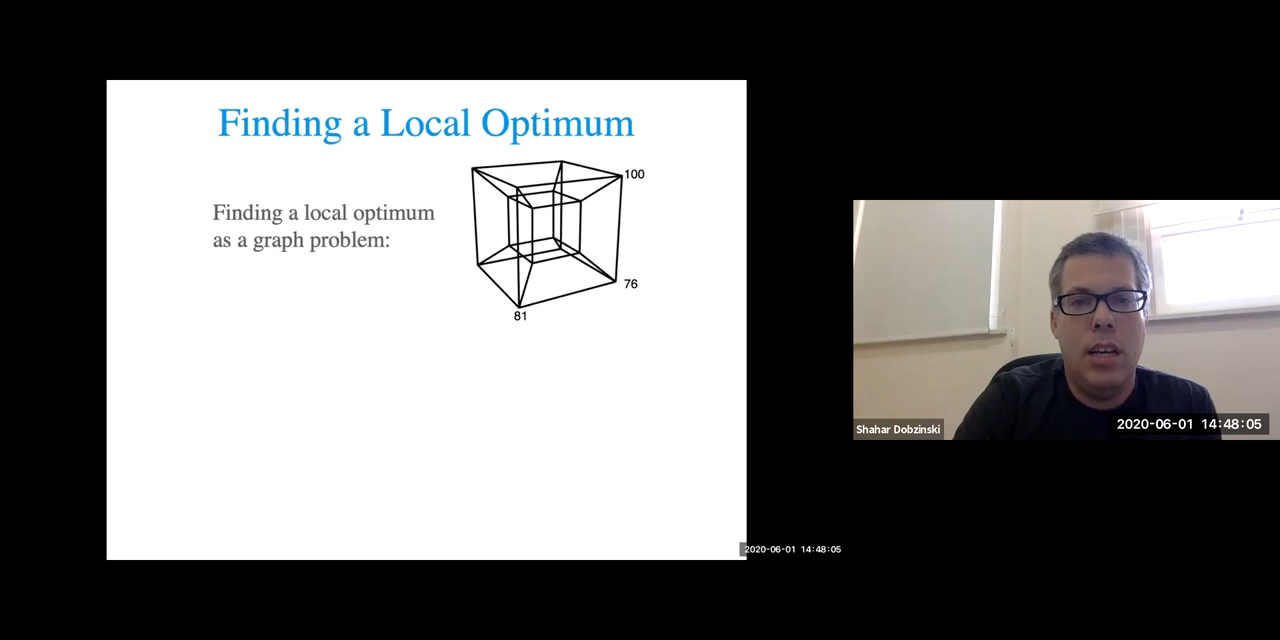 Finding a Local Optimum
Finding a local optimum
as a graph problem:
100
76
81
Shahar Dobzinski
2020-06-01 14:48:05
2020-06-01 14:48:05